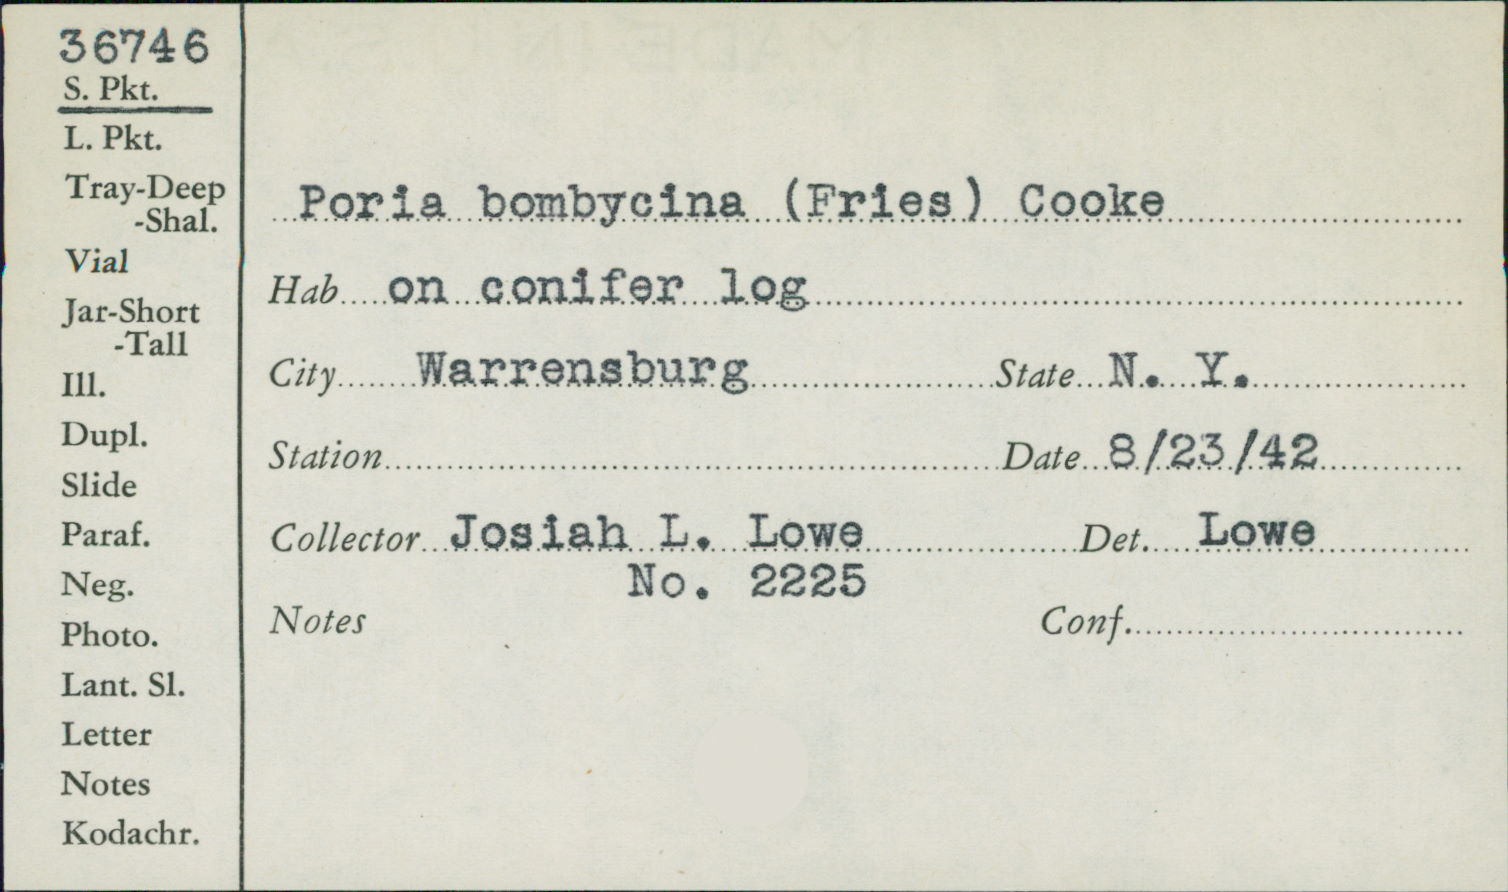 36746
S. Pkt.
L. Pkt.
Tray-Deep
-Shal.
Vial
Jar-Short
-Tall
Ill.
Dupl.
Slide
Paraf.
Neg.
Photo.
Lant. Sl.
Letter
Notes
Kodachr.
Poria bombycina (Fries) Cooke
Hab on conifer log
City Warrensburg State N. Y.
Station Date 8/23/42
Collector Josiah L. Lowe Det. Lowe
No. 2225
Notes Conf.